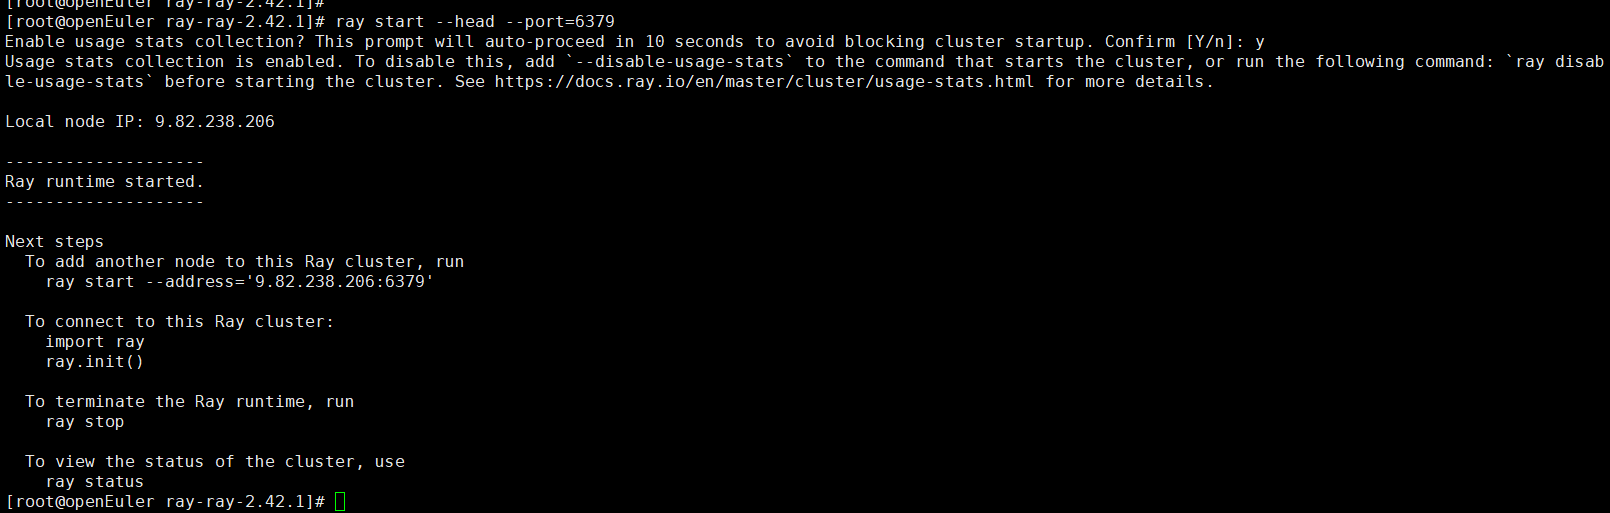 [root@openEuler ray-ray-2.42.1]#
[root@openEuler ray-ray-2.42.1]# ray start --head --port=6379
Enable usage stats collection? This prompt will auto-proceed in 10 seconds to avoid blocking cluster startup. Confirm [Y/n]: y
Usage stats collection is enabled. To disable this, add `--disable-usage-stats` to the command that starts the cluster, or run the following command: `ray disab
le-usage-stats` before starting the cluster. See https://docs.ray.io/en/master/cluster/usage-stats.html for more details.

Local node IP: 9.82.238.206

--------------------
Ray runtime started.
--------------------

Next steps
  To add another node to this Ray cluster, run
    ray start --address='9.82.238.206:6379'

  To connect to this Ray cluster:
    import ray
    ray.init()

  To terminate the Ray runtime, run
    ray stop

  To view the status of the cluster, use
    ray status
[root@openEuler ray-ray-2.42.1]#